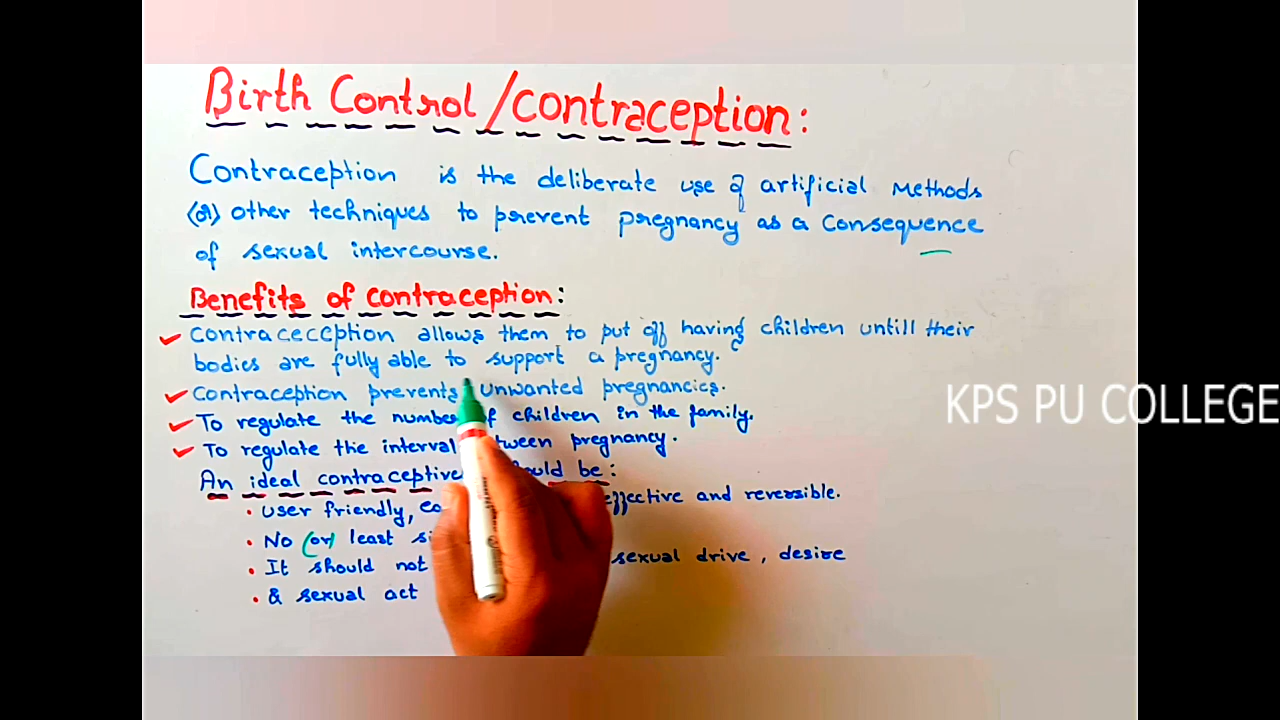 Birth Control/contraception:
Contraception is the deliberate use of artificial Methods
(or) other techniques to prevent pregnancy as a Consequence
of sexual intercourse.
Benefits of contraception:
Contracecption allows them to put off having children untill their
bodies are fully able to support a pregnancy.
Contraception prevents unwanted pregnancies.
KPS PU COLLEGE
To regulate the number of children in the family.
To regulate the interval pregnancy.
An ideal contraceptive be:
• User friendly, effective and reversible.
• No (or) least
• It should not sexual drive, desire
• & sexual act